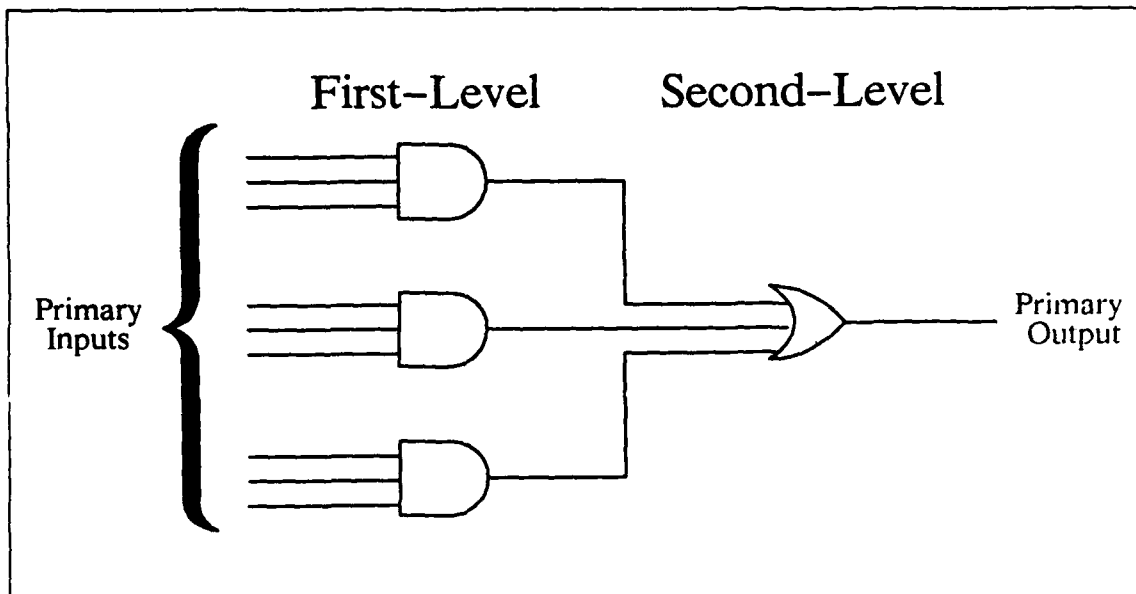 First–Level
Second–Level
Primary
Inputs
Primary
Output